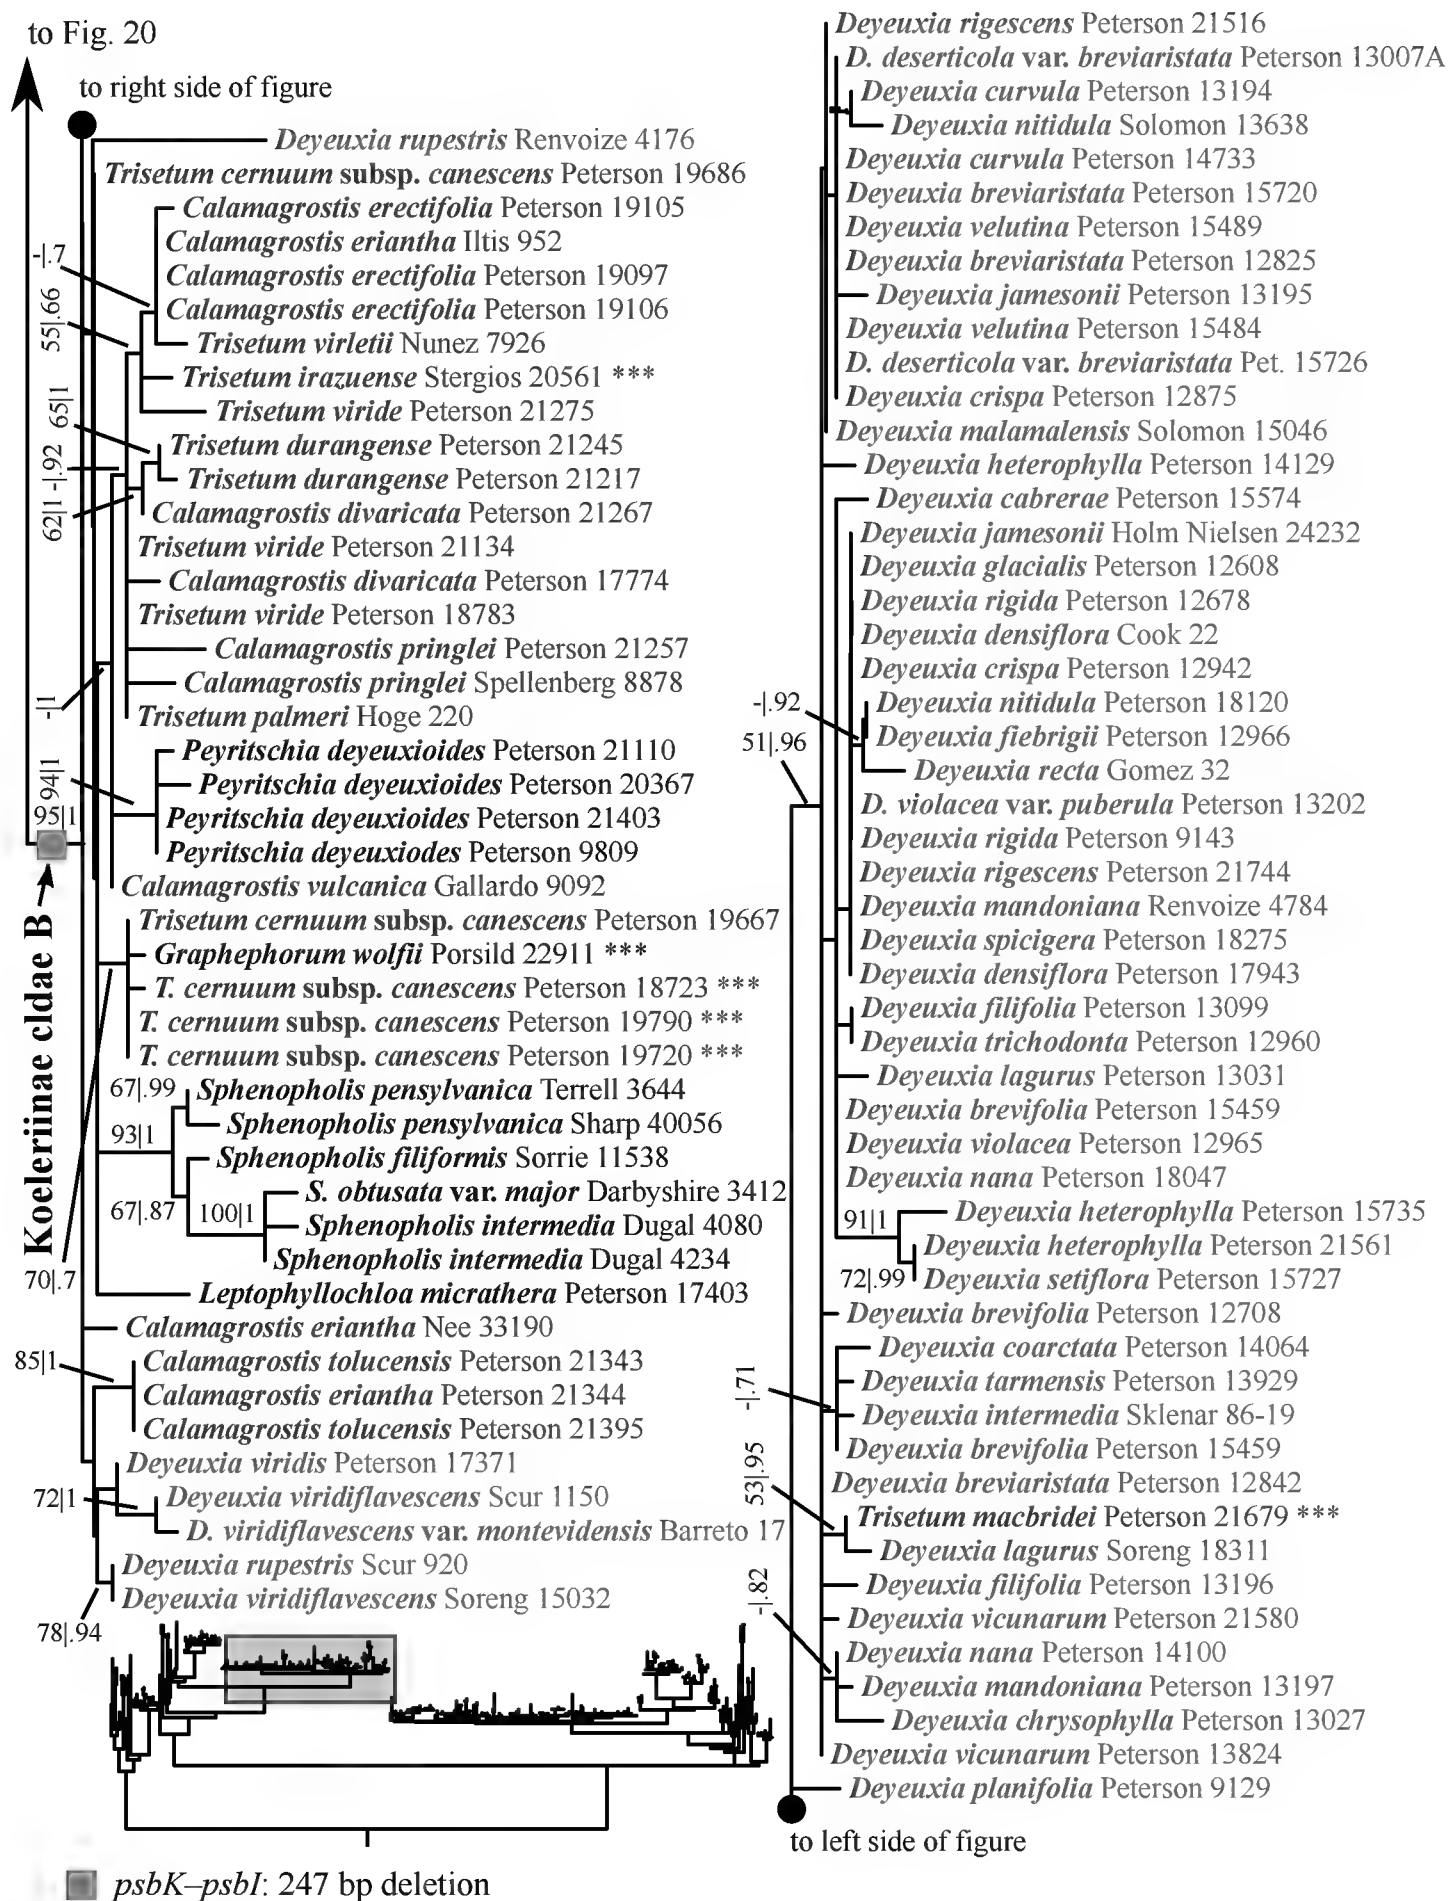 to Fig. 20
to right side of figure
Deyeuxia rupestris Renvoize 4176
Trisetum cernuum subsp. canescens Peterson 19686
Calamagrostis erectifolia Peterson 19105
Calamagrostis eriantha Iltis 952
-|.7
Calamagrostis erectifolia Peterson 19097
Calamagrostis erectifolia Peterson 19106
55|.66
Trisetum virletii Nunez 7926
Trisetum irazuense Stergios 20561 ***
Trisetum viride Peterson 21275
65|1
Trisetum durangense Peterson 21245
Trisetum durangense Peterson 21217
-|.92
62|1
Calamagrostis divaricata Peterson 21267
Trisetum viride Peterson 21134
Calamagrostis divaricata Peterson 17774
Trisetum viride Peterson 18783
Calamagrostis pringlei Peterson 21257
Calamagrostis pringlei Spellenberg 8878
-|1
Trisetum palmeri Hoge 220
Peyritschia deyeuxioides Peterson 21110
Peyritschia deyeuxioides Peterson 20367
94|1
95|1
Peyritschia deyeuxioides Peterson 21403
Peyritschia deyeuxiodes Peterson 9809
Calamagrostis vulcanica Gallardo 9092
Koeleriinae cldae B
Trisetum cernuum subsp. canescens Peterson 19667
Graphephorum wolfii Porsild 22911 ***
T. cernuum subsp. canescens Peterson 18723 ***
T. cernuum subsp. canescens Peterson 19790 ***
T. cernuum subsp. canescens Peterson 19720 ***
67|.99
Sphenopholis pensylvanica Terrell 3644
Sphenopholis pensylvanica Sharp 40056
93|1
Sphenopholis filiformis Sorrie 11538
S. obtusata var. major Darbyshire 3412
67|.87
100|1
Sphenopholis intermedia Dugal 4080
Sphenopholis intermedia Dugal 4234
70|.7
Leptophyllochloa micrathera Peterson 17403
Calamagrostis eriantha Nee 33190
85|1
Calamagrostis tolucensis Peterson 21343
Calamagrostis eriantha Peterson 21344
Calamagrostis tolucensis Peterson 21395
Deyeuxia viridis Peterson 17371
72|1
Deyeuxia viridiflavescens Scur 1150
D. viridiflavescens var. montevidensis Barreto 17
Deyeuxia rupestris Scur 920
Deyeuxia viridiflavescens Soreng 15032
78|.94
psbK–psbI: 247 bp deletion
Deyeuxia rigescens Peterson 21516
D. deserticola var. breviaristata Peterson 13007A
Deyeuxia curvula Peterson 13194
Deyeuxia nitidula Solomon 13638
Deyeuxia curvula Peterson 14733
Deyeuxia breviaristata Peterson 15720
Deyeuxia velutina Peterson 15489
Deyeuxia breviaristata Peterson 12825
Deyeuxia jamesonii Peterson 13195
Deyeuxia velutina Peterson 15484
D. deserticola var. breviaristata Pet. 15726
Deyeuxia crispa Peterson 12875
Deyeuxia malamalensis Solomon 15046
Deyeuxia heterophylla Peterson 14129
Deyeuxia cabrerae Peterson 15574
Deyeuxia jamesonii Holm Nielsen 24232
Deyeuxia glacialis Peterson 12608
Deyeuxia rigida Peterson 12678
Deyeuxia densiflora Cook 22
Deyeuxia crispa Peterson 12942
-|.92
Deyeuxia nitidula Peterson 18120
51|.96
Deyeuxia fiebrigii Peterson 12966
Deyeuxia recta Gomez 32
D. violacea var. puberula Peterson 13202
Deyeuxia rigida Peterson 9143
Deyeuxia rigescens Peterson 21744
Deyeuxia mandoniana Renvoize 4784
Deyeuxia spicigera Peterson 18275
Deyeuxia densiflora Peterson 17943
Deyeuxia filifolia Peterson 13099
Deyeuxia trichodonta Peterson 12960
Deyeuxia lagurus Peterson 13031
Deyeuxia brevifolia Peterson 15459
Deyeuxia violacea Peterson 12965
Deyeuxia nana Peterson 18047
91|1
Deyeuxia heterophylla Peterson 15735
Deyeuxia heterophylla Peterson 21561
72|.99
Deyeuxia setiflora Peterson 15727
Deyeuxia brevifolia Peterson 12708
Deyeuxia coarctata Peterson 14064
-|.71
Deyeuxia tarmensis Peterson 13929
Deyeuxia intermedia Sklenar 86-19
Deyeuxia brevifolia Peterson 15459
53|.95
Deyeuxia breviaristata Peterson 12842
Trisetum macbridei Peterson 21679 ***
Deyeuxia lagurus Soreng 18311
-|.82
Deyeuxia filifolia Peterson 13196
Deyeuxia vicunarum Peterson 21580
Deyeuxia nana Peterson 14100
Deyeuxia mandoniana Peterson 13197
Deyeuxia chrysophylla Peterson 13027
Deyeuxia vicunarum Peterson 13824
Deyeuxia planifolia Peterson 9129
to left side of figure